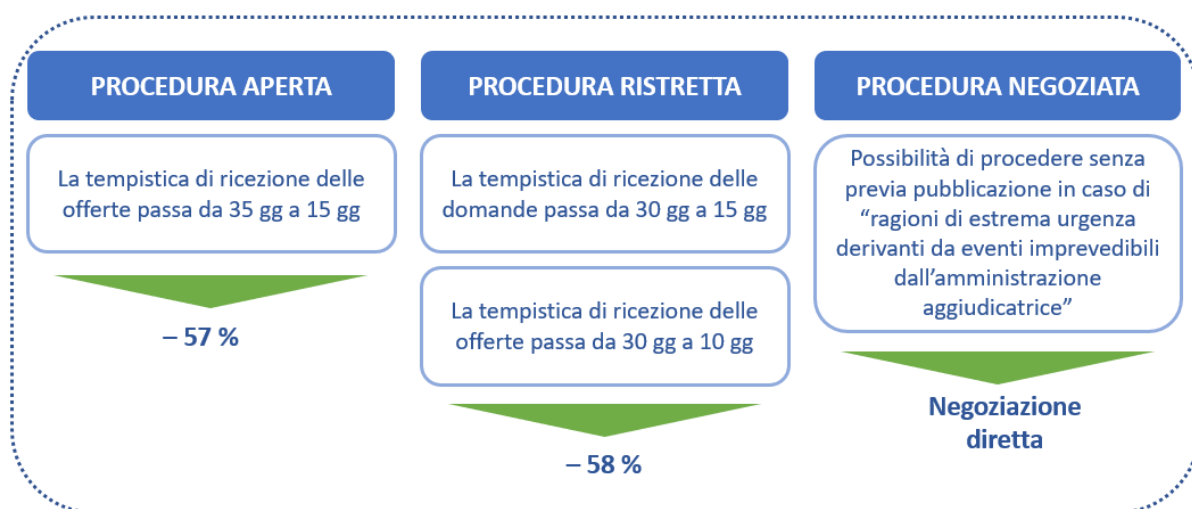 PROCEDURA APERTA
La tempistica di ricezione delle
offerte passa da 35 gg a 15 gg
– 57 %
PROCEDURA RISTRETTA
La tempistica di ricezione delle
domande passa da 30 gg a 15 gg
La tempistica di ricezione delle
offerte passa da 30 gg a 10 gg
– 58 %
PROCEDURA NEGOZIATA
Possibilità di procedere senza
previa pubblicazione in caso di
“ragioni di estrema urgenza
derivanti da eventi imprevedibili
dall’amministrazione
aggiudicatrice”
Negoziazione
diretta